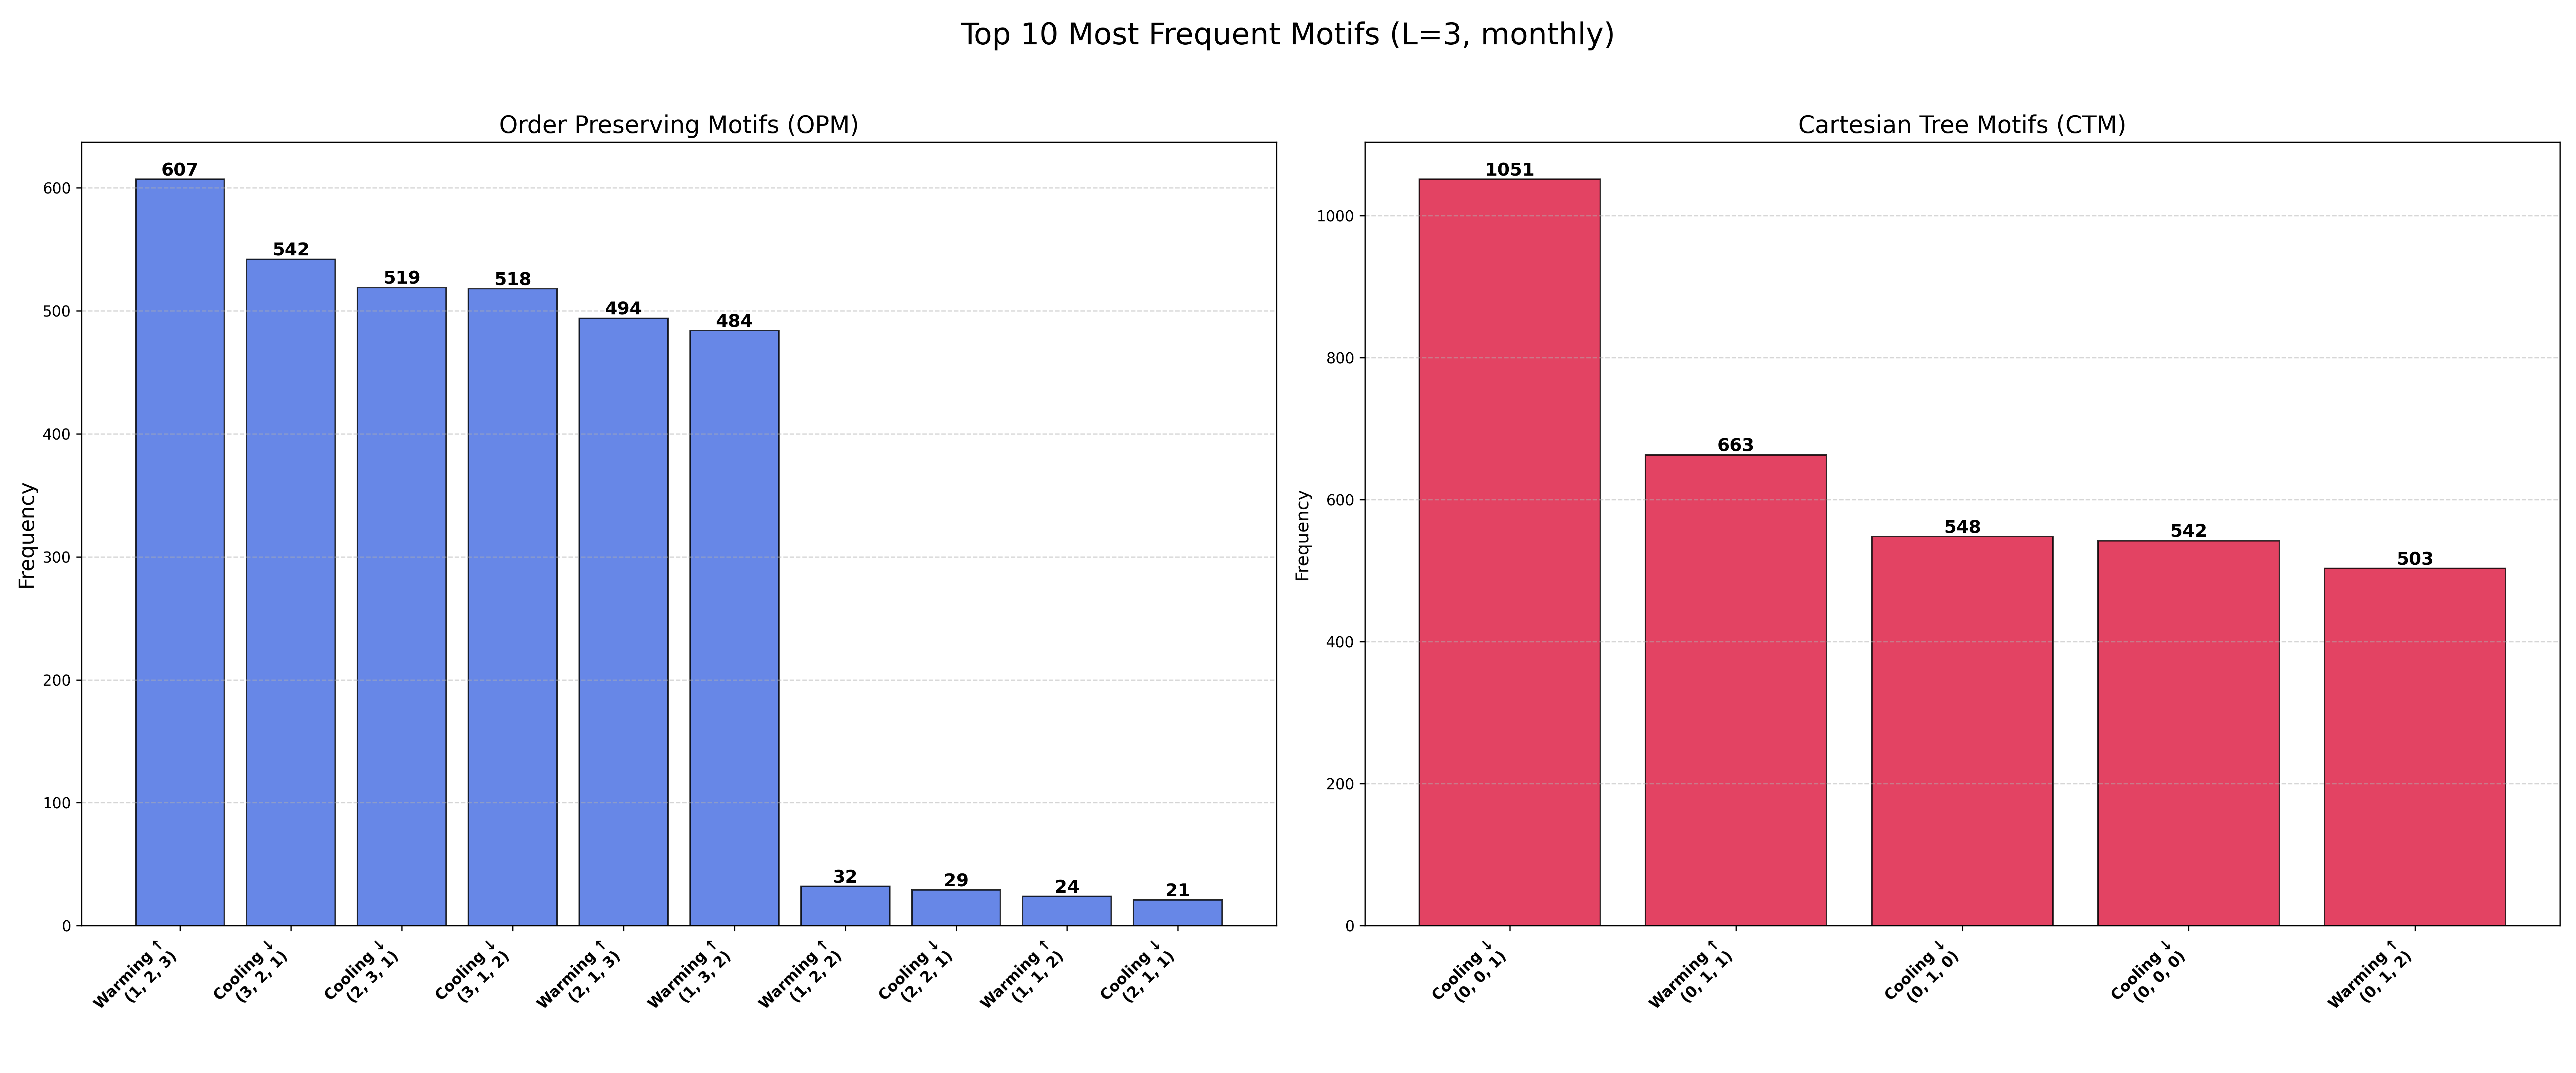 Top 10 Most Frequent Motifs (L=3, monthly)
Order Preserving Motifs (OPM)
Frequency
600
500
400
300
200
100
0
607
542
519
518
494
484
32
29
24
21
Warming ↑
(1, 2, 3)
Cooling ↓
(3, 2, 1)
Cooling ↓
(2, 3, 1)
Cooling ↓
(3, 1, 2)
Warming ↑
(2, 1, 3)
Warming ↑
(1, 3, 2)
Warming ↑
(1, 2, 2)
Cooling ↓
(2, 2, 1)
Warming ↑
(1, 1, 2)
Cooling ↓
(2, 1, 1)
Cartesian Tree Motifs (CTM)
Frequency
1000
800
600
400
200
0
1051
663
548
542
503
Cooling ↓
(0, 0, 1)
Warming ↑
(0, 1, 1)
Cooling ↓
(0, 1, 0)
Cooling ↓
(0, 0, 0)
Warming ↑
(0, 1, 2)